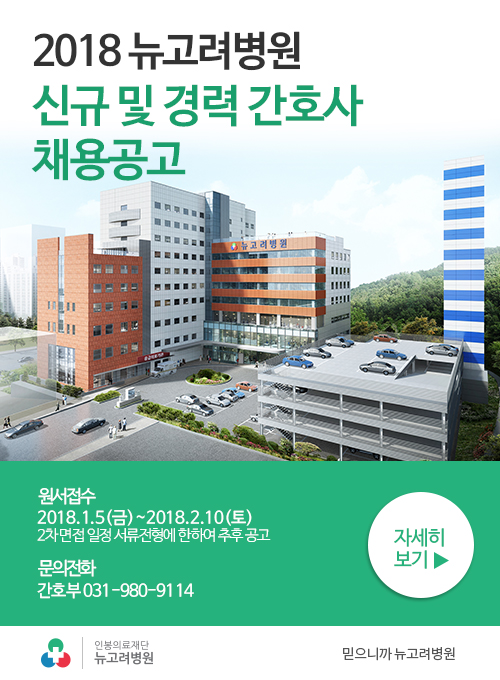 2018 뉴고려병원
신규 및 경력 간호사
채용공고
뉴고려병원
원서접수
2018.1.5(금) ~2018.2.10(토)
2차 면접 일정 서류전형에 한하여 추후 공고
문의전화
간호부 031-980-9114
자세히
보기 ▶
인봉의료재단
뉴고려병원
믿으니까 뉴고려병원